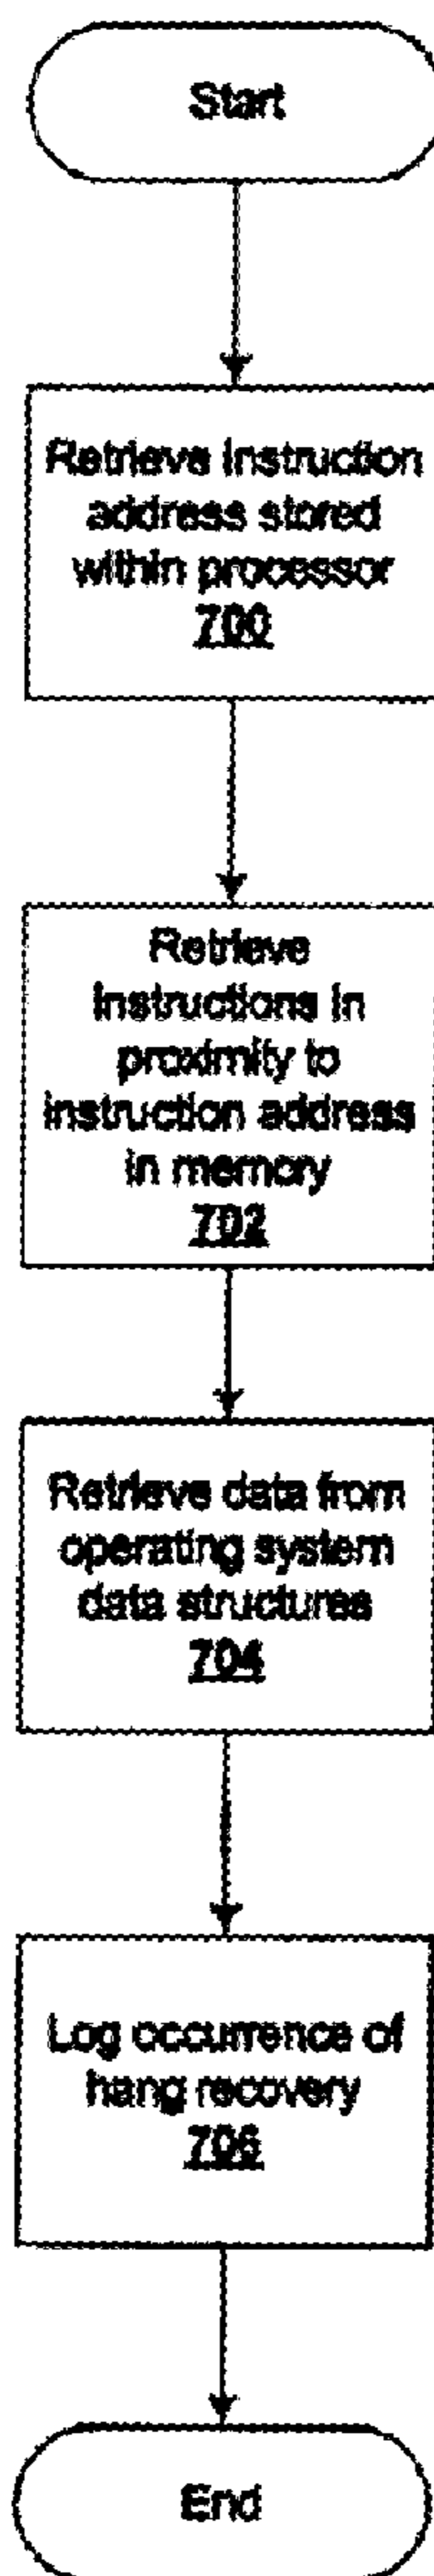 Start
Retrieve instruction
address stored
within processor
700
Retrieve
instructions in
proximity to
instruction address
in memory
702
Retrieve data from
operating system
data structures
704
Log occurrence of
hang recovery
706
End